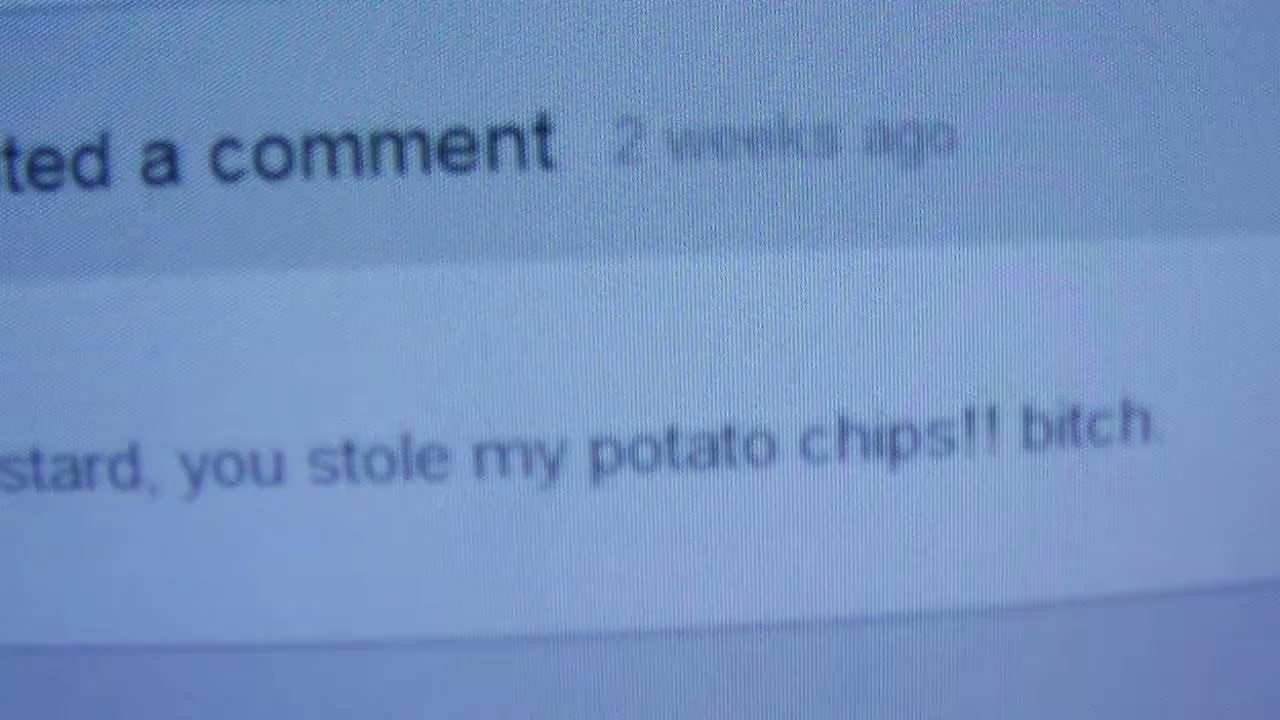 ted a comment 2 weeks ago
stard, you stole my potato chips!! bitch